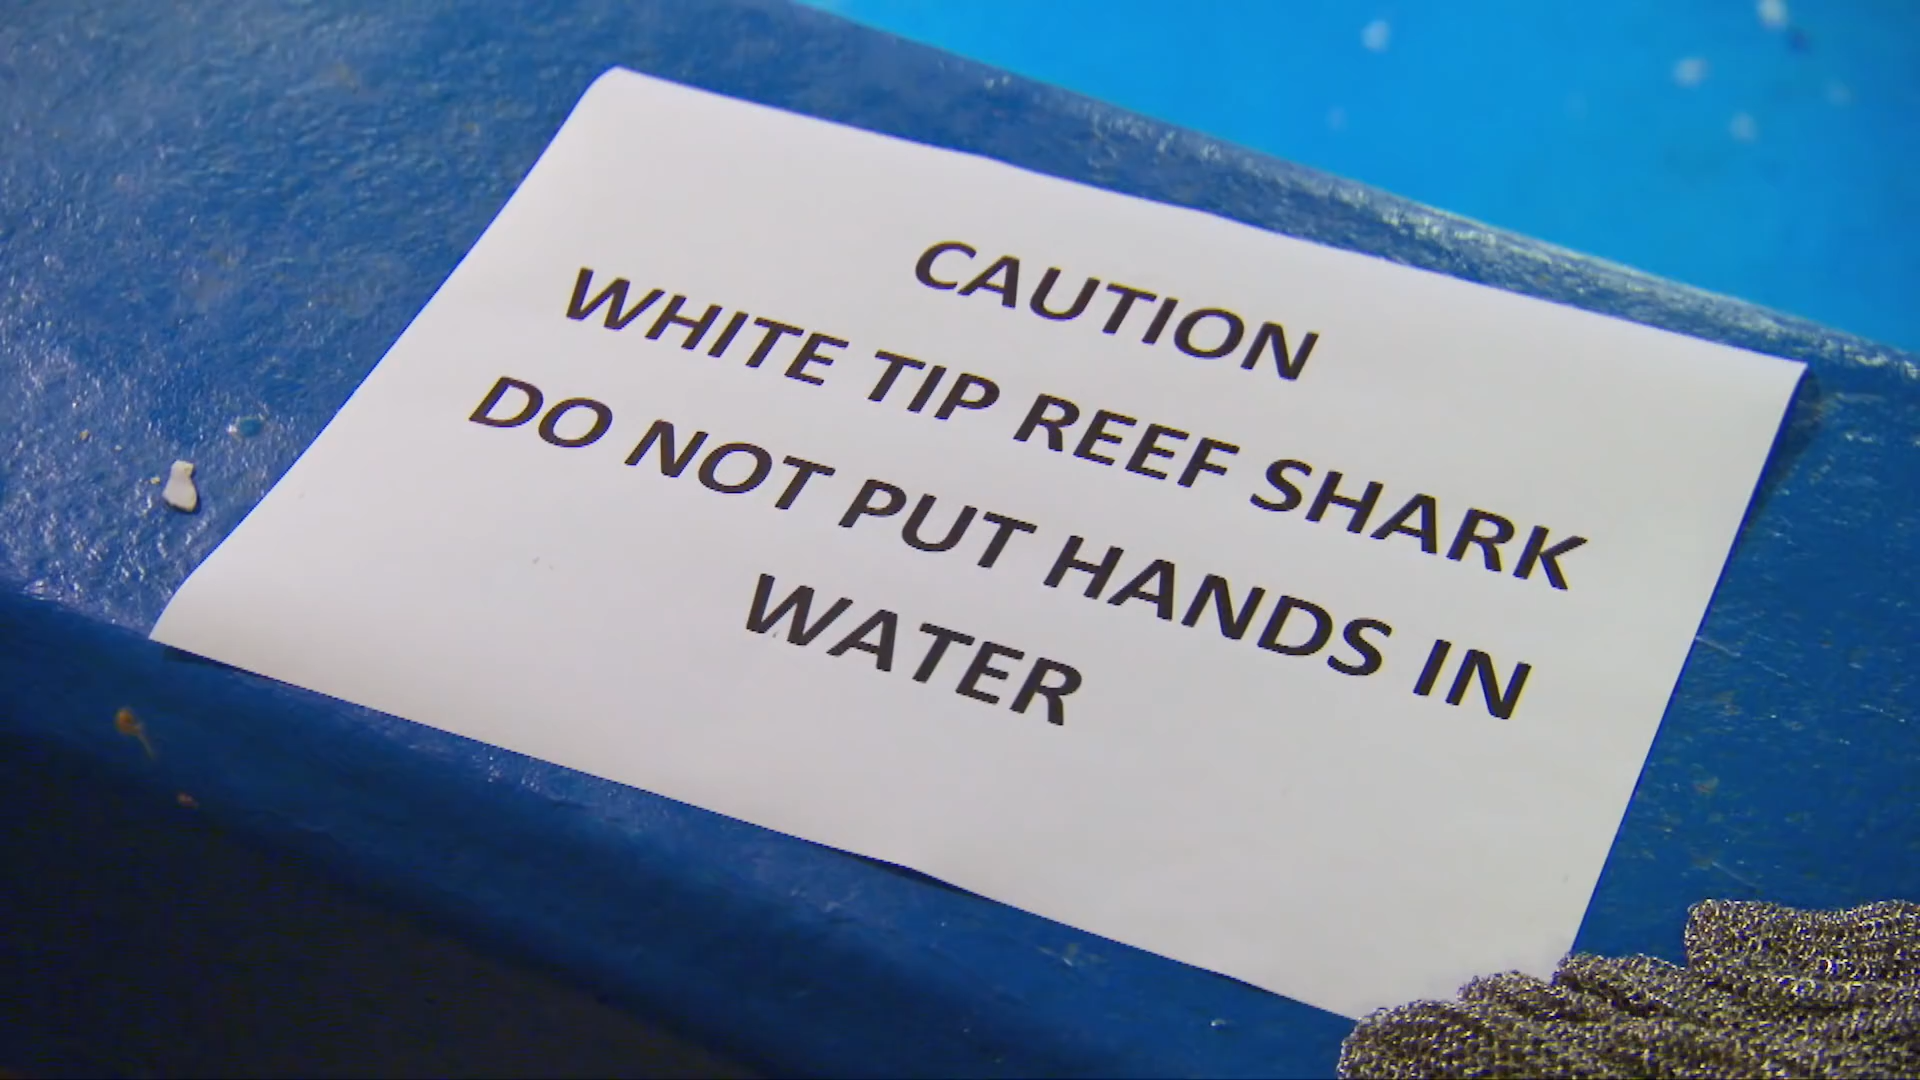 CAUTION
WHITE TIP REEF SHARK
DO NOT PUT HANDS IN
WATER